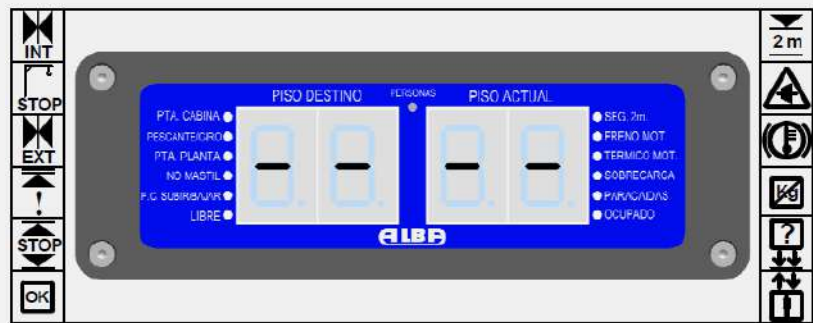 INT
STOP
EXT
!
STOP
OK
PISO DESTINO
PERSONAS
PISO ACTUAL
PTA. CABINA
PESCANTE/GIRO
PTA. PLANTA
NO MASTIL
F.C SUBIR/BAJAR
LIBRE
- -
- -
SEG. 2m.
FRENO MOT.
TERMICO MOT.
SOBRECARGA
PARACAIDAS
OCUPADO
ALBA
2 m
Kg
?